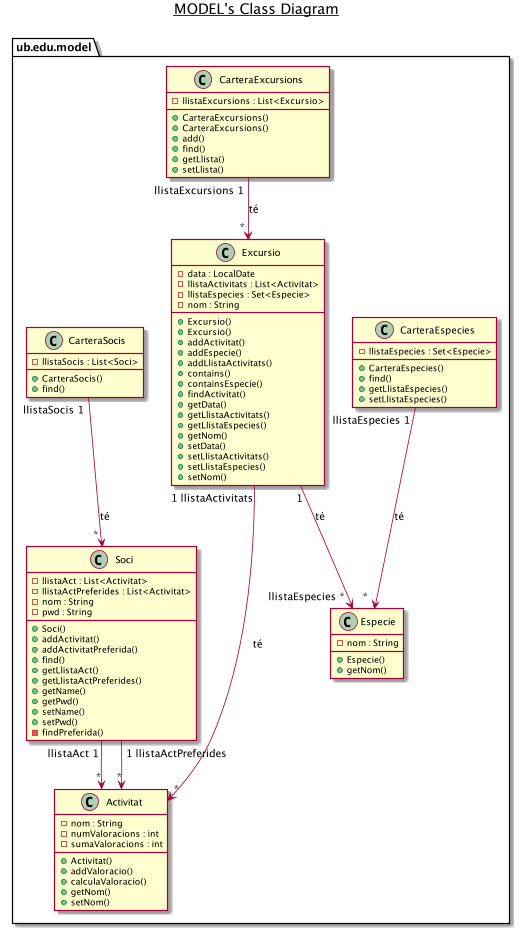 MODEL's Class Diagram
ub.edu.model
C CarteraExcursions
llistaExcursions : List<Excursio>
CarteraExcursions()
CarteraExcursions()
add()
find()
getLlista()
setLlista()
llistaExcursions 1
té
*
C Excursio
data : LocalDate
llistaActivitats : List<Activitat>
llistaEspecies : Set<Especie>
nom : String
Excursio()
Excursio()
addActivitat()
addEspecie()
addLlistaActivitats()
contains()
containsEspecie()
findActivitat()
getData()
getLlistaActivitats()
getLlistaEspecies()
getNom()
setData()
setLlistaActivitats()
setLlistaEspecies()
setNom()
C CarteraSocis
llistaSocis : List<Soci>
CarteraSocis()
find()
llistaSocis 1
té
*
C CarteraEspecies
llistaEspecies : Set<Especie>
CarteraEspecies()
find()
getLlistaEspecies()
setLlistaEspecies()
llistaEspecies 1
té
*
1 llistaActivitats
té
*
1
té
llistaEspecies *
C Soci
llistaAct : List<Activitat>
llistaActPreferides : List<Activitat>
nom : String
pwd : String
Soci()
addActivitat()
addActivitatPreferida()
find()
getLlistaAct()
getLlistaActPreferides()
getName()
getPwd()
setName()
setPwd()
findPreferida()
C Especie
nom : String
Especie()
getNom()
llistaAct 1
*
1 llistaActPreferides
*
C Activitat
nom : String
numValoracions : int
sumaValoracions : int
Activitat()
addValoracio()
calculaValoracio()
getNom()
setNom()